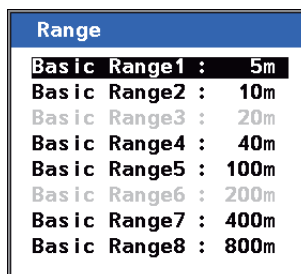 Range
Basic Range1 : 5m
Basic Range2 : 10m
Basic Range3 : 20m
Basic Range4 : 40m
Basic Range5 : 100m
Basic Range6 : 200m
Basic Range7 : 400m
Basic Range8 : 800m